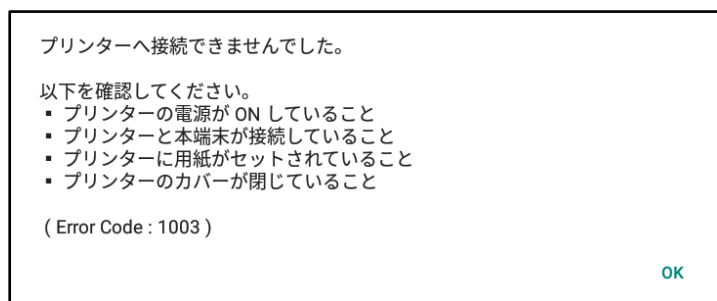 プリンターへ接続できませんでした。
以下を確認してください。
▪ プリンターの電源が ON していること
▪ プリンターと本端末が接続していること
▪ プリンターに用紙がセットされていること
▪ プリンターのカバーが閉じていること
( Error Code : 1003 )
OK